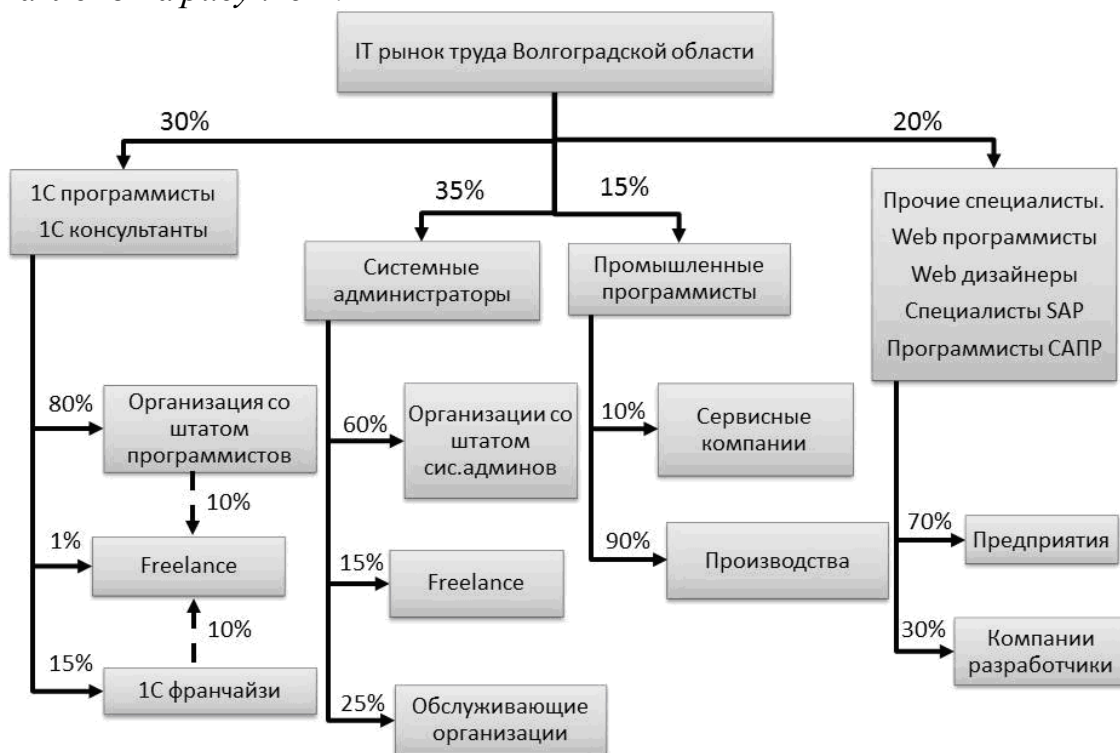 IT рынок труда Волгоградской области
30%
20%
35%
15%
1С программисты
1С консультанты
Системные
администраторы
Промышленные
программисты
Прочие специалисты.
Web программисты
Web дизайнеры
Специалисты SAP
Программисты САПР
80%
Организация со
штатом
программистов
10%
1%
Freelance
10%
15%
1С франчайзи
60%
Организации со
штатом
сис.админов
15%
Freelance
25%
Обслуживающие
организации
10%
Сервисные
компании
90%
Производства
70%
Предприятия
30%
Компании
разработчики